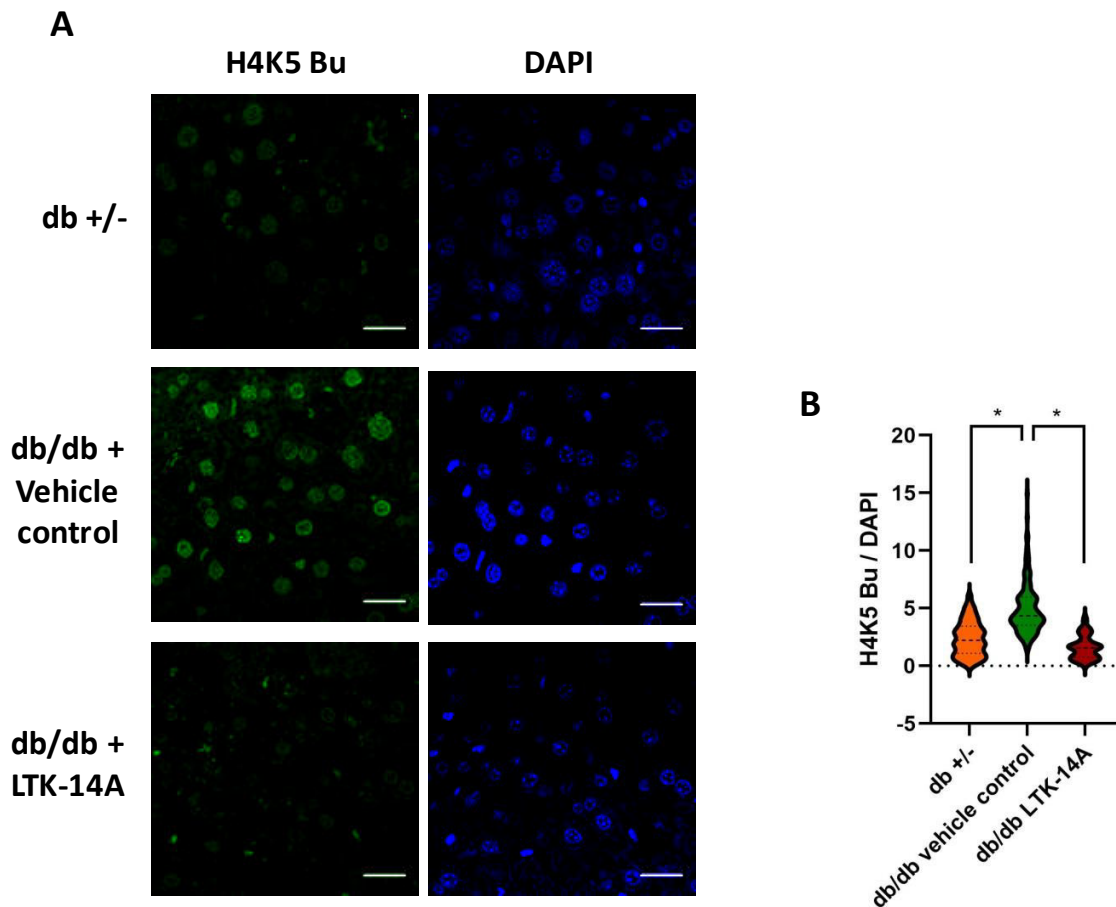 A
H4K5 Bu
DAPI
db +/-
db/db +
Vehicle
control
db/db +
LTK-14A
B
*
*
20
15
10
5
0
-5
H4K5 Bu / DAPI
db +/-
db/db vehicle control
db/db LTK-14A